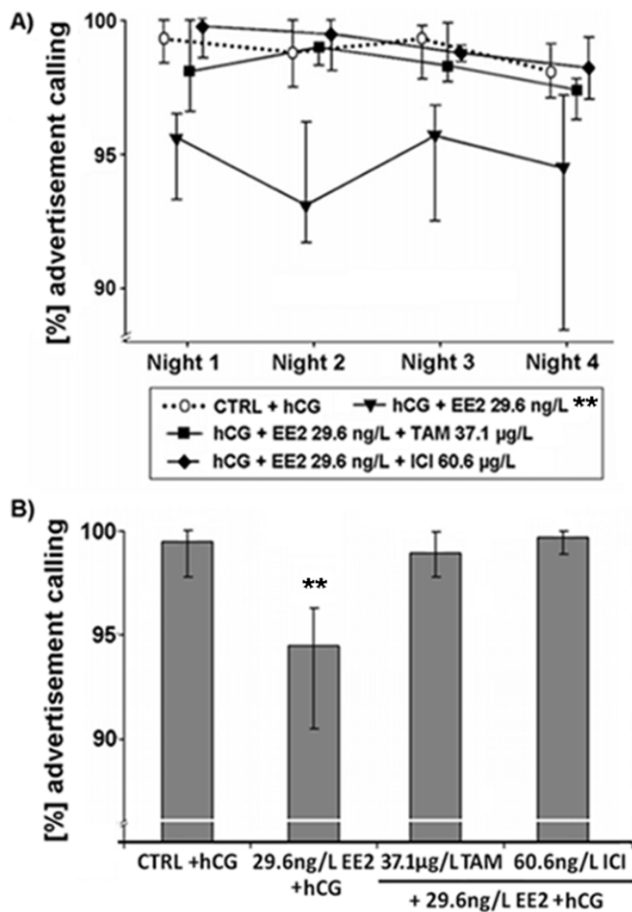 A)
[%] advertisement calling
100
95
90
Night 1 Night 2 Night 3 Night 4
CTRL + hCG hCG + EE2 29.6 ng/L **
hCG + EE2 29.6 ng/L + TAM 37.1 µg/L
hCG + EE2 29.6 ng/L + ICI 60.6 µg/L
B)
[%] advertisement calling
100
95
90
**
CTRL +hCG 29.6ng/L EE2 37.1µg/L TAM 60.6ng/L ICI
+hCG + 29.6ng/L EE2 +hCG